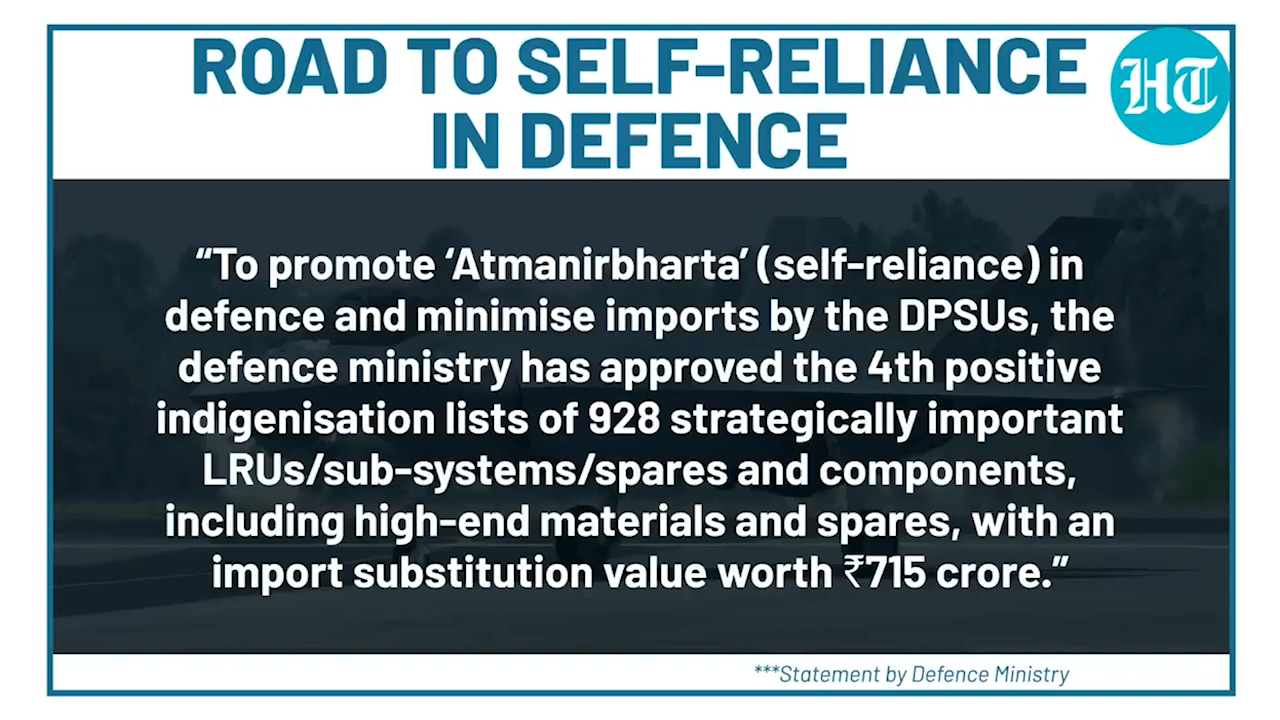 ROAD TO SELF-RELIANCE
IN DEFENCE
HT
“To promote ‘Atmanirbharta’ (self-reliance) in
defence and minimise imports by the DPSUs, the
defence ministry has approved the 4th positive
indigenisation lists of 928 strategically important
LRUs/sub-systems/spares and components,
including high-end materials and spares, with an
import substitution value worth ₹715 crore.”
***Statement by Defence Ministry